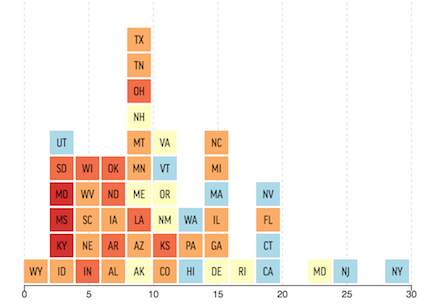 TX
TN
OH
NH
UT MT VA NC
SD WI OK MN VT MI
MO WV ND ME OR MA NV
MS SC IA LA NM WA IL FL
KY NE AR AZ KS PA GA CT
WY ID IN AL AK CO HI DE RI CA MD NJ NY
0 5 10 15 20 25 30